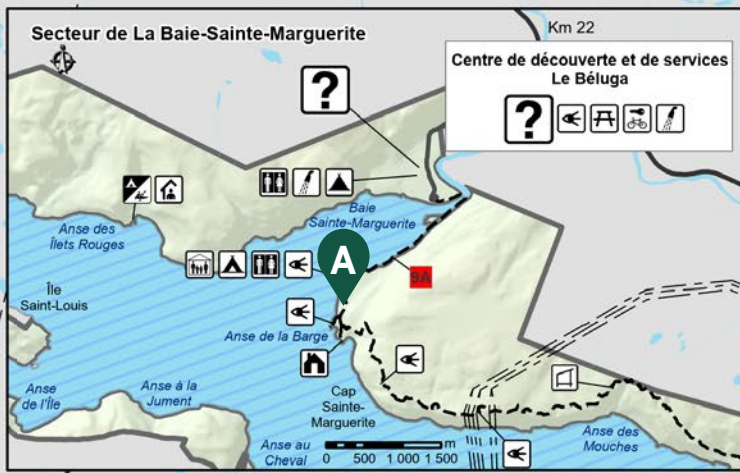 Secteur de La Baie-Sainte-Marguerite
Km 22
Centre de découverte et de services
Le Béluga
?
?
Baie
Sainte-Marguerite
Anse des
Îlets Rouges
A
9A
Île
Saint-Louis
Anse de la Barge
Anse
de l'Île
Anse à la
Jument
Cap
Sainte-
Marguerite
Anse au
Cheval
Anse des
Mouches
m
0 500 1 000 1 500